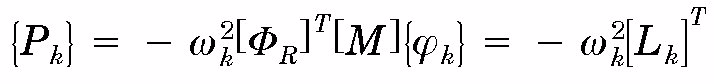 {P_k} = − ω_k^2[Φ_R]^T[M]{φ_k} = − ω_k^2[L_k]^T